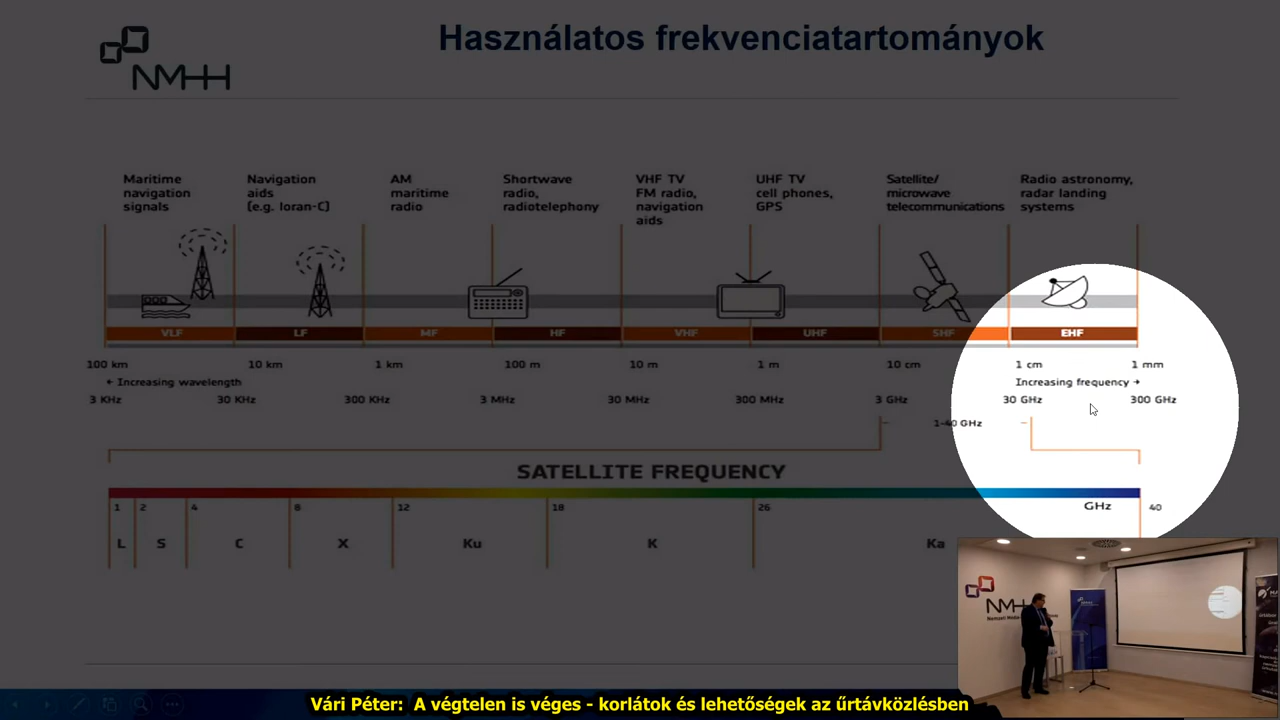 Használatos frekvenciatartományok
NMHH
Maritime
navigation
signals
Navigation
aids
(e.g. loran-C)
AM
maritime
radio
Shortwave
radio,
radiotelephony
VHF TV
FM radio,
navigation
aids
UHF TV
cell phones,
GPS
Satellite/
microwave
telecommunications
Radio astronomy,
radar landing
systems
VLF LF MF HF VHF UHF SHF EHF
100 km 10 km 1 km 100 m 10 m 1 m 10 cm 1 cm 1 mm
← Increasing wavelength Increasing frequency →
3 KHz 30 KHz 300 KHz 3 MHz 30 MHz 300 MHz 3 GHz 30 GHz 300 GHz
1-40 GHz
SATELLITE FREQUENCY
1 2 4 8 12 18 26 GHz 40
L S C X Ku K Ka
NMHH
Nemzeti Média
Vári Péter: A végtelen is véges - korlátok és lehetőségek az űrtávközlésben